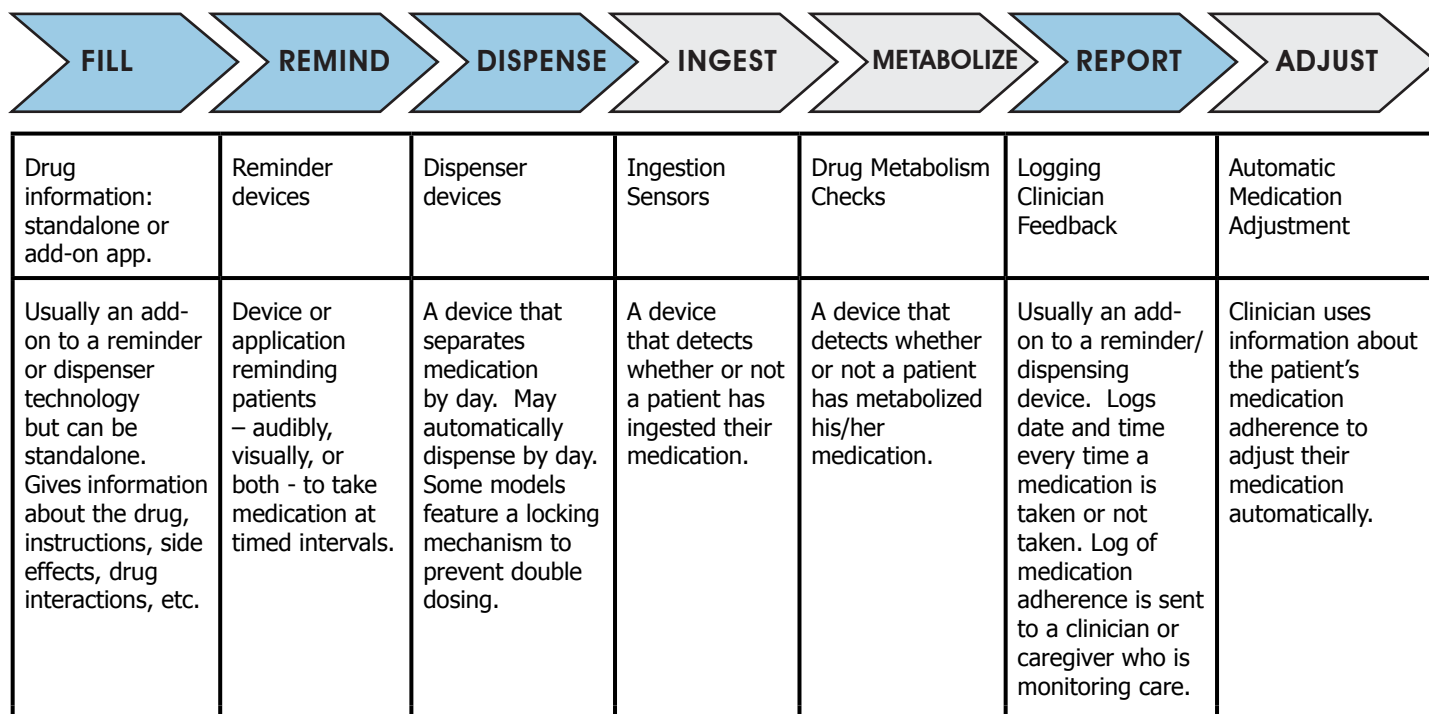 FILL
REMIND
DISPENSE
INGEST
METABOLIZE
REPORT
ADJUST
Drug
information:
standalone or
add-on app.
Reminder
devices
Dispenser
devices
Ingestion
Sensors
Drug Metabolism
Checks
Logging
Clinician
Feedback
Automatic
Medication
Adjustment
Usually an add-
on to a reminder
or dispenser
technology
but can be
standalone.
Gives information
about the drug,
instructions, side
effects, drug
interactions, etc.
Device or
application
reminding
patients
– audibly,
visually, or
both - to take
medication at
timed intervals.
A device that
separates
medication
by day.  May
automatically
dispense by day.
Some models
feature a locking
mechanism to
prevent double
dosing.
A device
that detects
whether or not
a patient has
ingested their
medication.
A device that
detects whether
or not a patient
has metabolized
his/her
medication.
Usually an add-
on to a reminder/
dispensing
device.  Logs
date and time
every time a
medication is
taken or not
taken. Log of
medication
adherence is sent
to a clinician or
caregiver who is
monitoring care.
Clinician uses
information about
the patient’s
medication
adherence to
adjust their
medication
automatically.